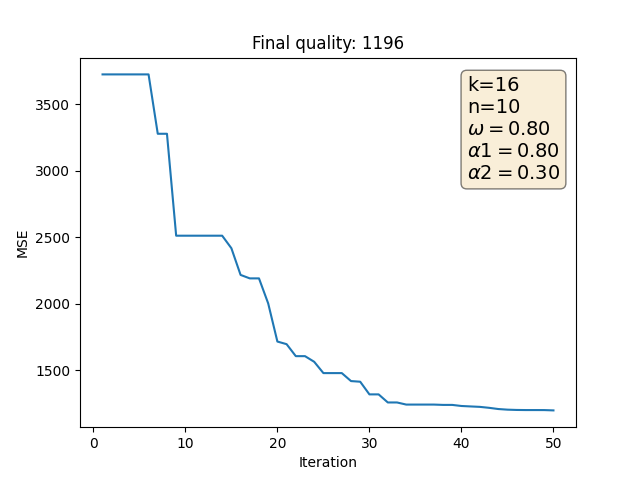 Final quality: 1196
k=16
n=10
ω = 0.80
α1 = 0.80
α2 = 0.30
MSE
3500
3000
2500
2000
1500
0 10 20 30 40 50
Iteration